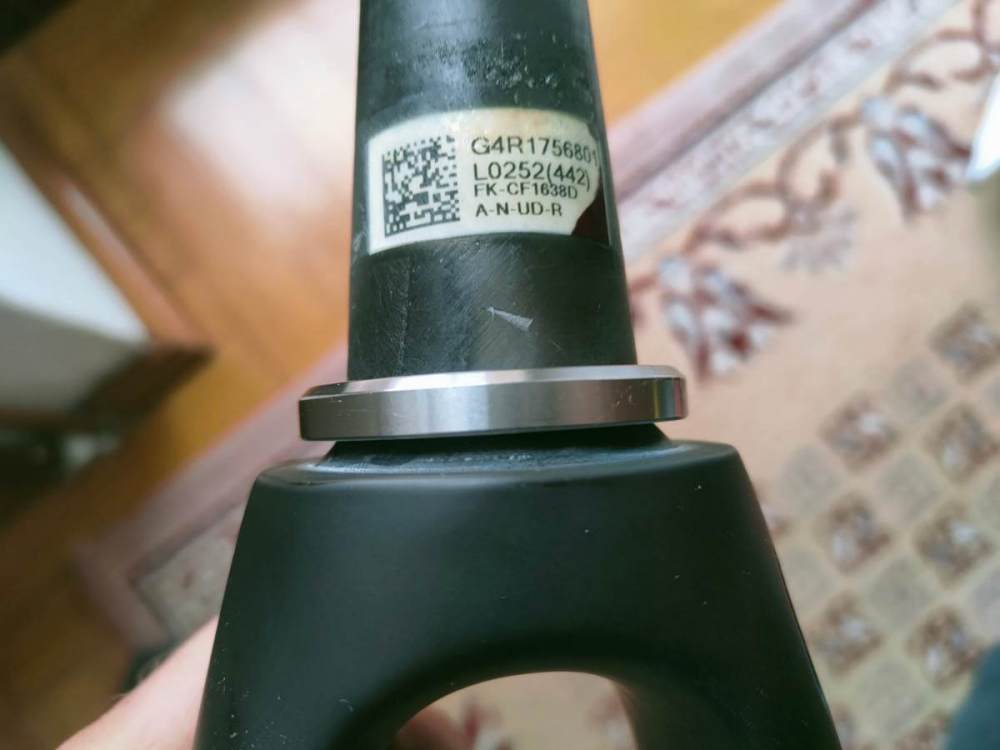 G4R1756801
L0252(442)
FK-CF1638D
A-N-UD-R